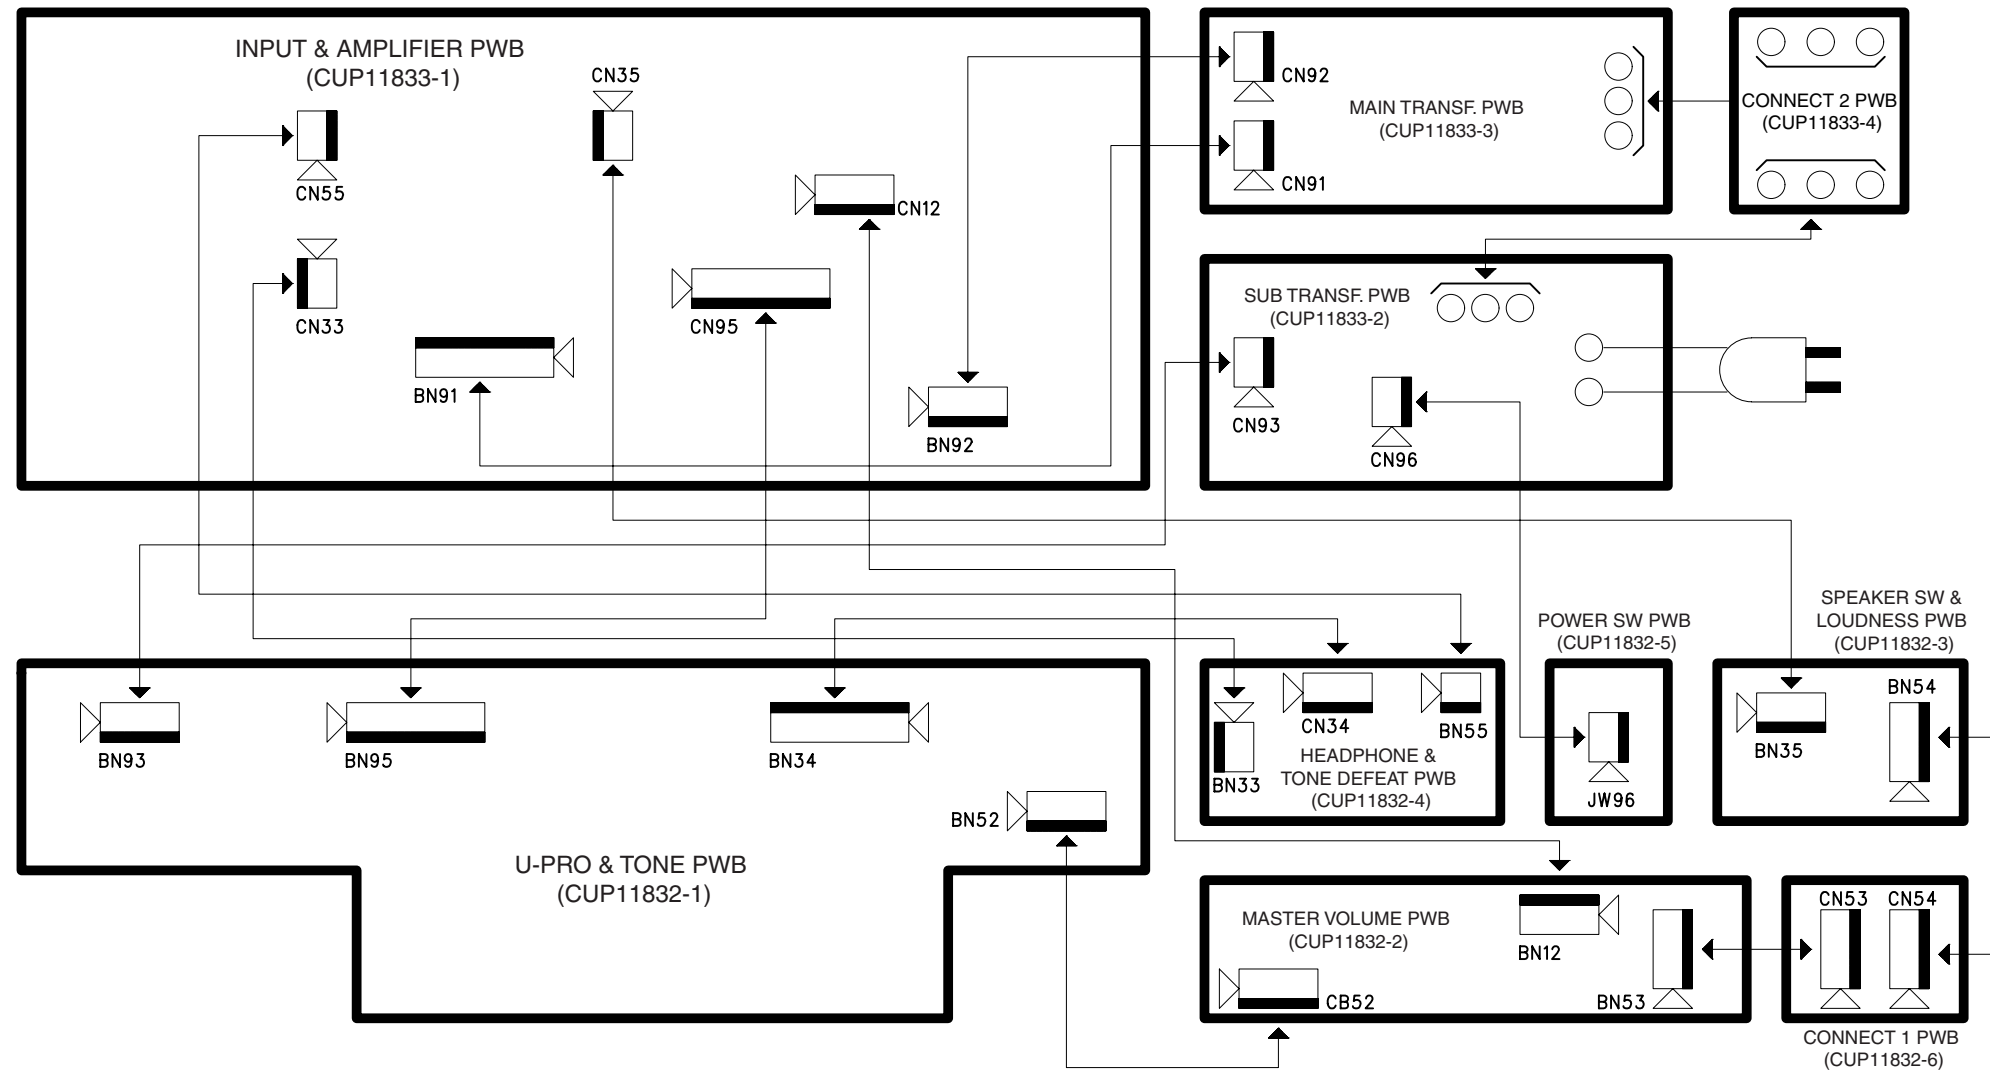 INPUT & AMPLIFIER PWB
(CUP11833-1)
CN35
CN55
CN12
CN33
CN95
BN91
BN92
CN92
MAIN TRANSF. PWB
(CUP11833-3)
CN91
CONNECT 2 PWB
(CUP11833-4)
SUB TRANSF. PWB
(CUP11833-2)
CN93
CN96
SPEAKER SW &
LOUDNESS PWB
(CUP11832-3)
POWER SW PWB
(CUP11832-5)
BN93
BN95
BN34
BN52
U-PRO & TONE PWB
(CUP11832-1)
CN34
BN55
BN33
HEADPHONE &
TONE DEFEAT PWB
(CUP11832-4)
JW96
BN54
BN35
MASTER VOLUME PWB
(CUP11832-2)
BN12
CB52
BN53
CN53
CN54
CONNECT 1 PWB
(CUP11832-6)